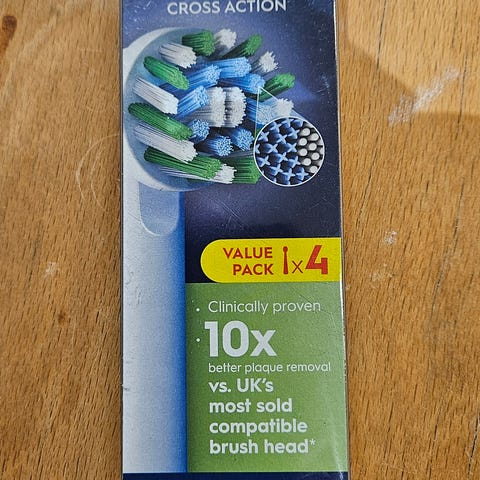 CROSS ACTION
VALUE
PACK x4
Clinically proven
10x
better plaque removal
vs. UK's
most sold
compatible
brush head*